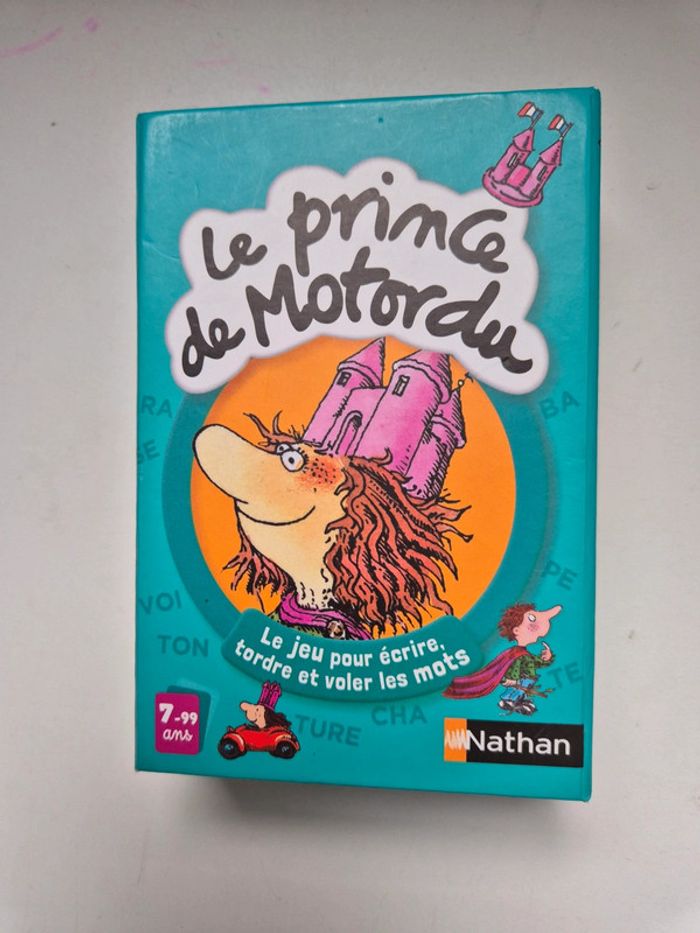 Le prince
de Motordu
RA
BA
BE
PE
VOI
TON
TE
Le jeu pour écrire,
tordre et voler les mots
7-99
ans
TURE
CHA
Nathan